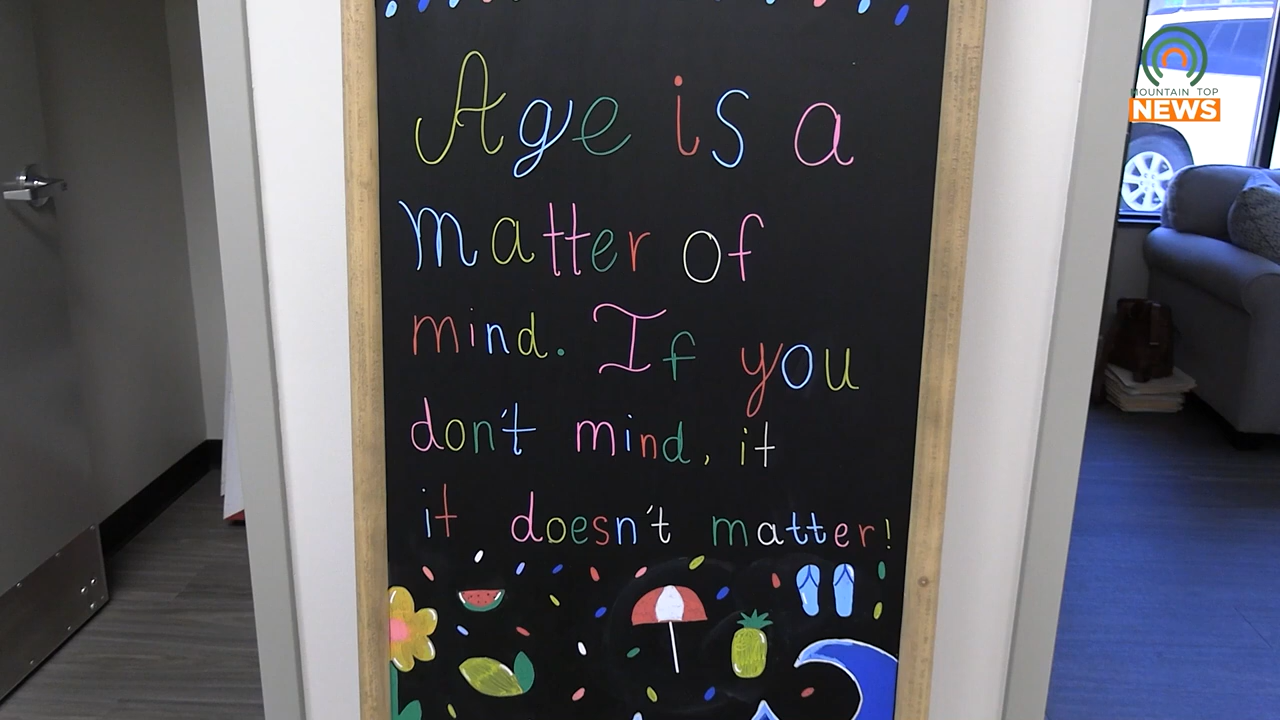 Age is a
matter of
mind. If you
don't mind, it
it doesn't matter!
MOUNTAIN TOP
NEWS